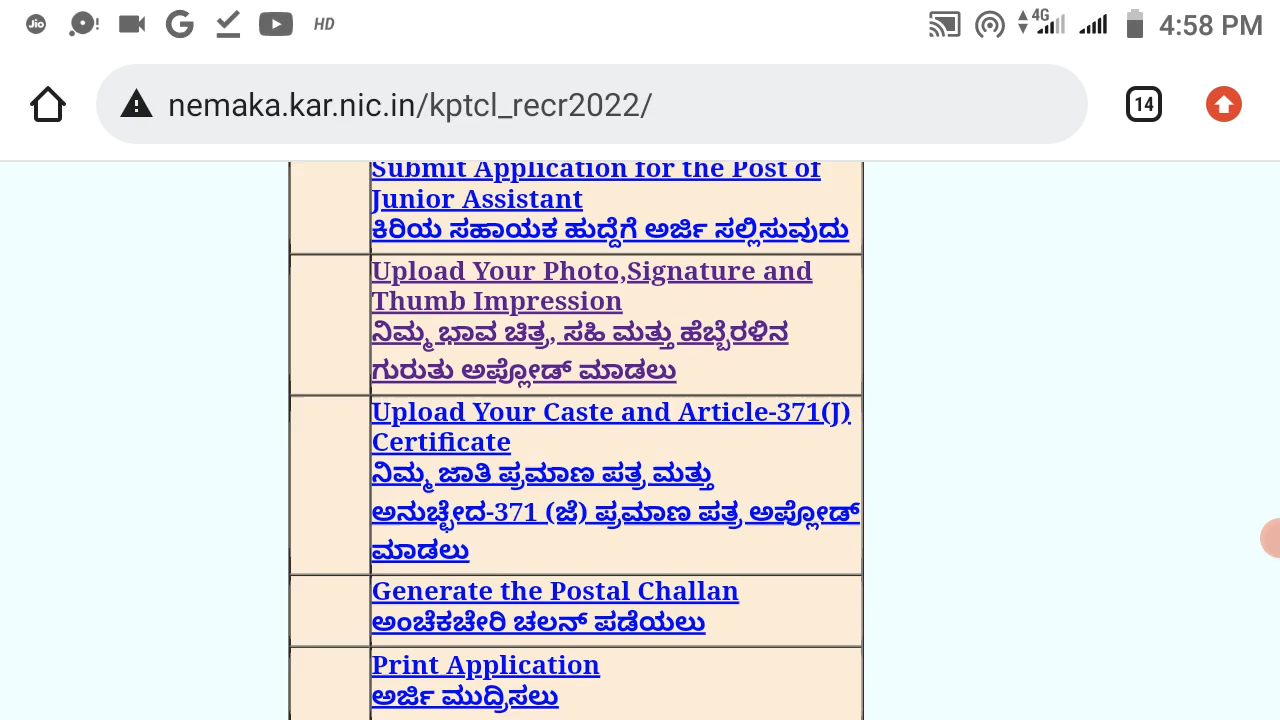 Jio
HD
4G
4:58 PM
nemaka.kar.nic.in/kptcl_recr2022/
14
Submit Application for the Post of
Junior Assistant
ಕಿರಿಯ ಸಹಾಯಕ ಹುದ್ದೆಗೆ ಅರ್ಜಿ ಸಲ್ಲಿಸುವುದು
Upload Your Photo,Signature and
Thumb Impression
ನಿಮ್ಮ ಭಾವ ಚಿತ್ರ, ಸಹಿ ಮತ್ತು ಹೆಬ್ಬೆರಳಿನ
ಗುರುತು ಅಪ್ಲೋಡ್ ಮಾಡಲು
Upload Your Caste and Article-371(J)
Certificate
ನಿಮ್ಮ ಜಾತಿ ಪ್ರಮಾಣ ಪತ್ರ ಮತ್ತು
ಅನುಚ್ಛೇದ-371 (ಜೆ) ಪ್ರಮಾಣ ಪತ್ರ ಅಪ್ಲೋಡ್
ಮಾಡಲು
Generate the Postal Challan
ಅಂಚೆಕಚೇರಿ ಚಲನ್ ಪಡೆಯಲು
Print Application
ಅರ್ಜಿ ಮುದ್ರಿಸಲು